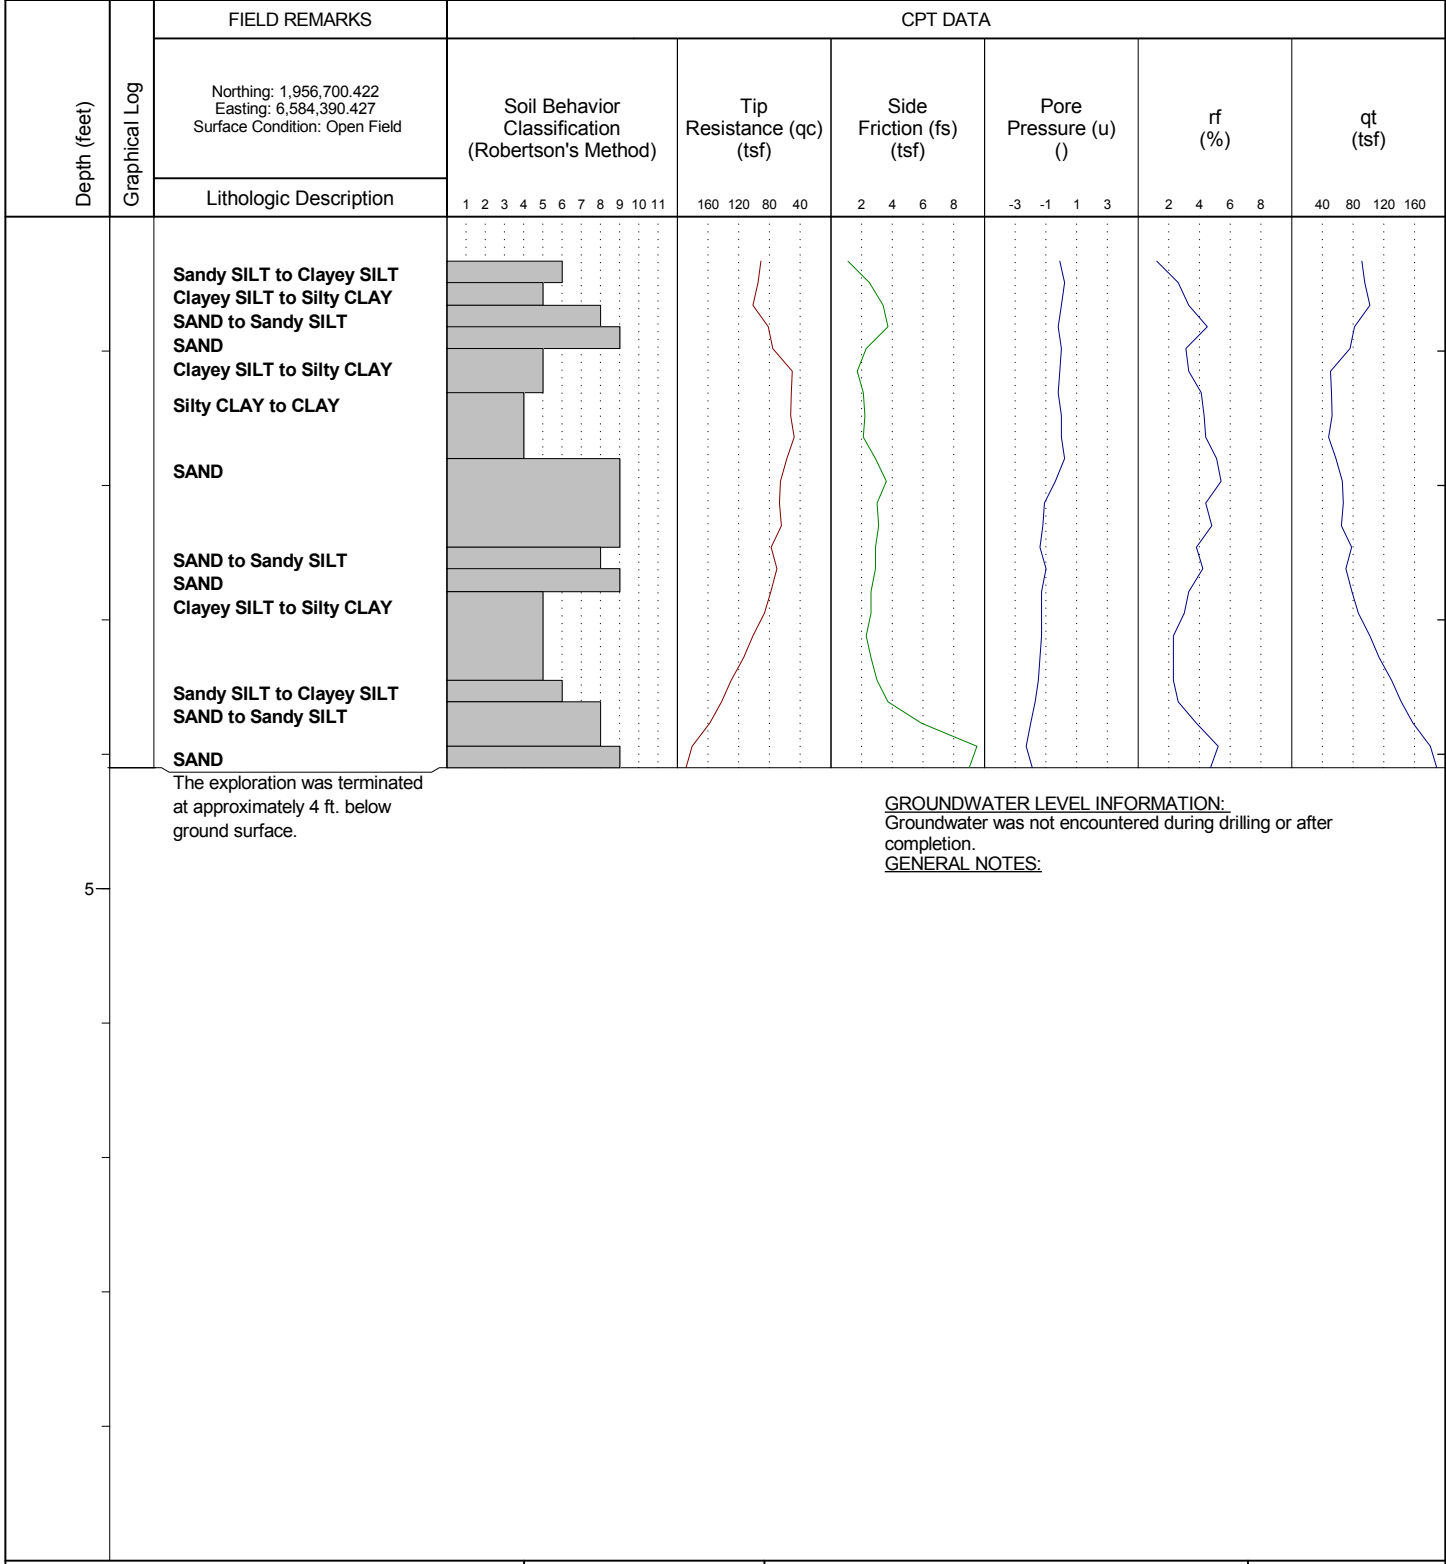 FIELD REMARKS
CPT DATA
Depth (feet)
Graphical Log
Northing: 1,956,700.422
Easting: 6,584,390.427
Surface Condition: Open Field
Lithologic Description
Soil Behavior
Classification
(Robertson's Method)
1 2 3 4 5 6 7 8 9 10 11
Tip
Resistance (qc)
(tsf)
160 120 80 40
Side
Friction (fs)
(tsf)
2 4 6 8
Pore
Pressure (u)
()
-3 -1 1 3
rf
(%)
2 4 6 8
qt
(tsf)
40 80 120 160
Sandy SILT to Clayey SILT
Clayey SILT to Silty CLAY
SAND to Sandy SILT
SAND
Clayey SILT to Silty CLAY
Silty CLAY to CLAY
SAND
SAND to Sandy SILT
SAND
Clayey SILT to Silty CLAY
Sandy SILT to Clayey SILT
SAND to Sandy SILT
SAND
The exploration was terminated
at approximately 4 ft. below
ground surface.
GROUNDWATER LEVEL INFORMATION:
Groundwater was not encountered during drilling or after
completion.
GENERAL NOTES:
5